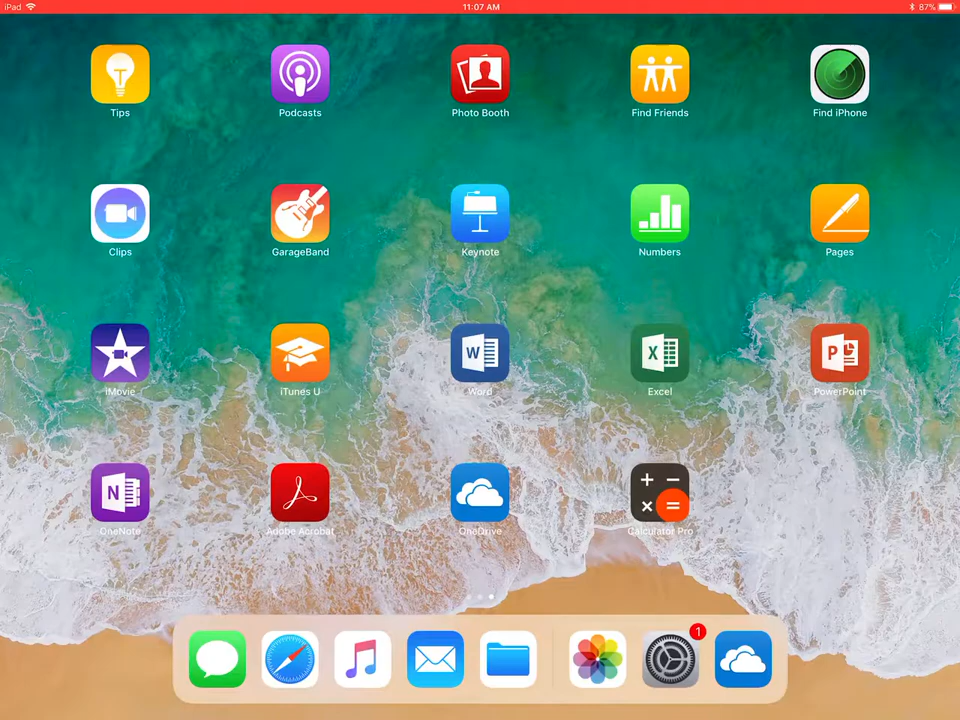 iPad 11:07 AM 87%
Tips Podcasts Photo Booth Find Friends Find iPhone
Clips GarageBand Keynote Numbers Pages
W X P
iMovie iTunes U Word Excel PowerPoint
N
OneNote Adobe Acrobat OneDrive Calculator Pro
1